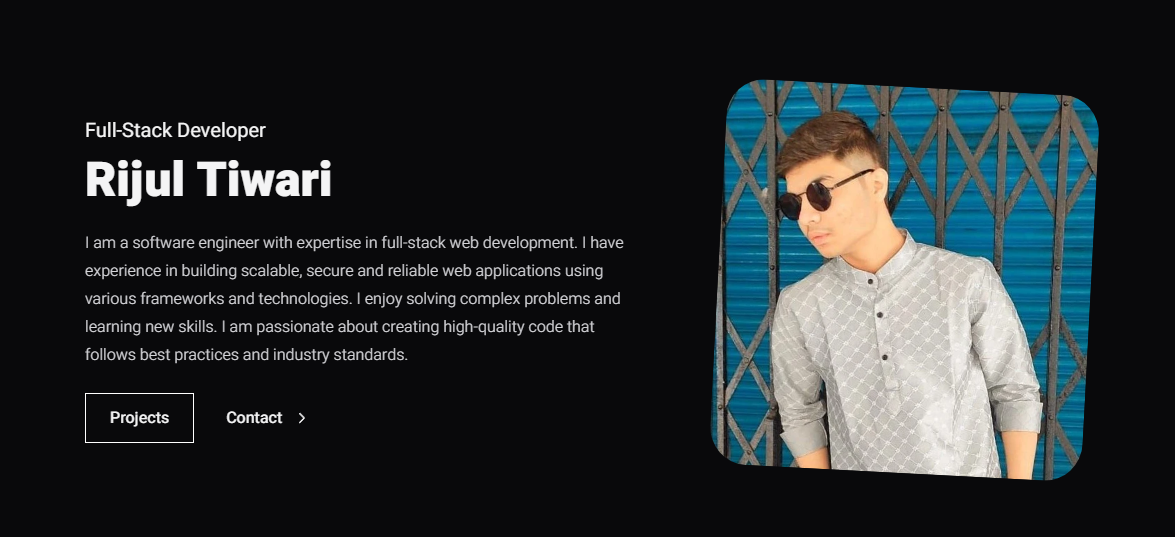 Full-Stack Developer
Rijul Tiwari
I am a software engineer with expertise in full-stack web development. I have
experience in building scalable, secure and reliable web applications using
various frameworks and technologies. I enjoy solving complex problems and
learning new skills. I am passionate about creating high-quality code that
follows best practices and industry standards.
Projects
Contact